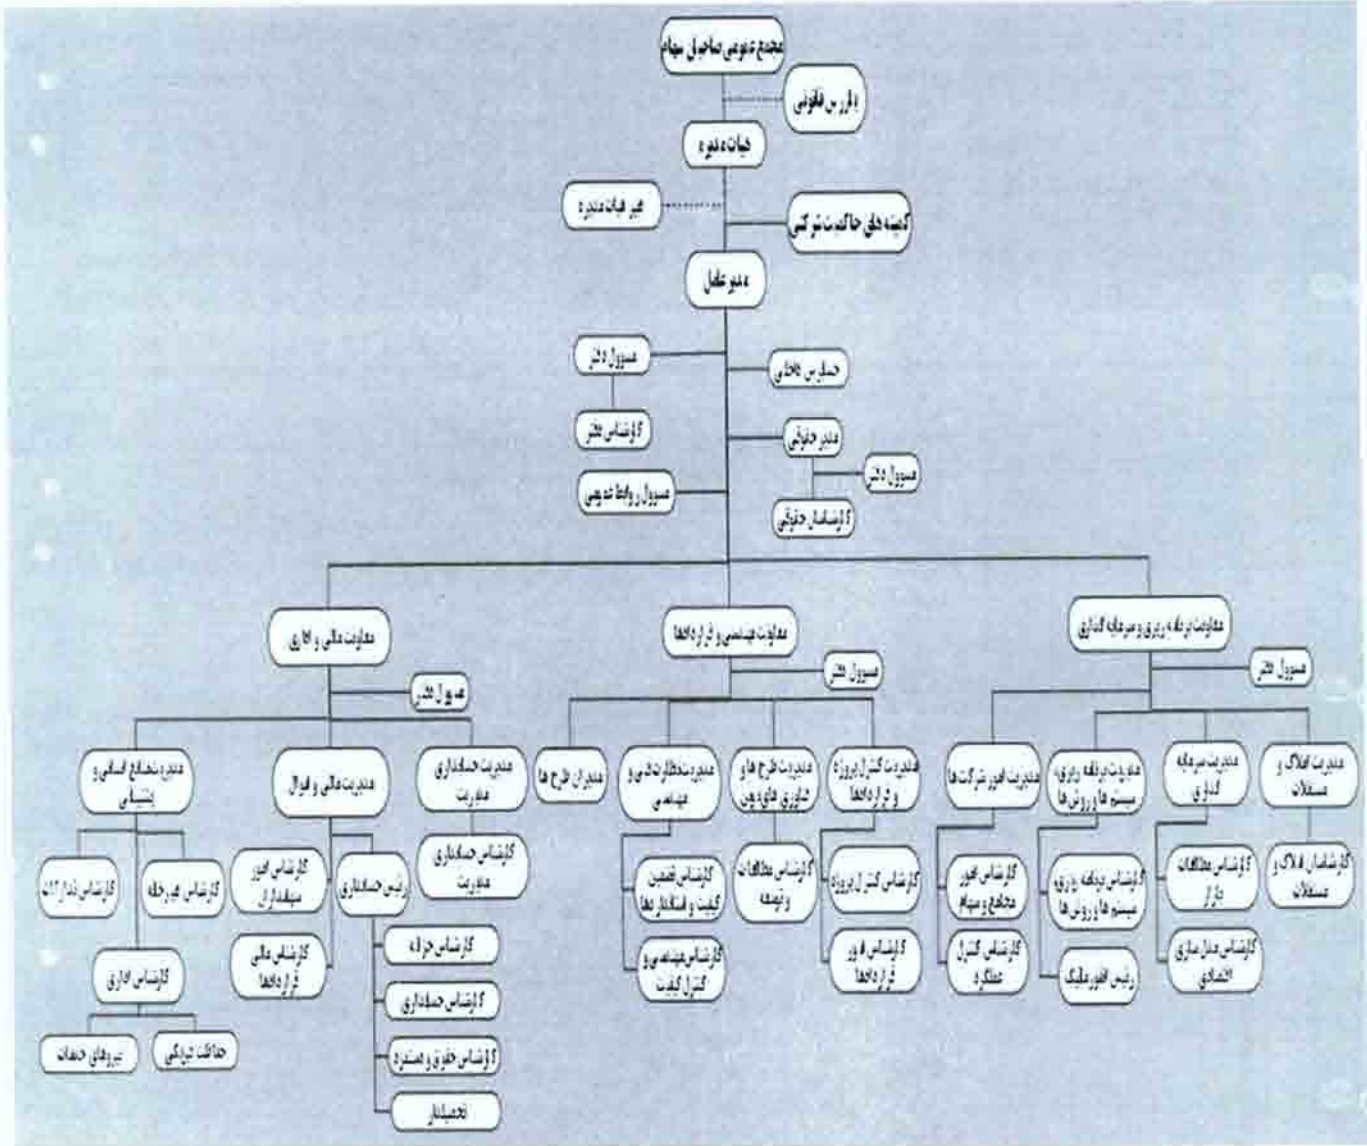 مجمع عمومی صاحبان سهام
بازرس قانونی
هیات مدیره
دبیر هیات مدیره
کمیته های حاکمیت شرکتی
مدیر عامل
مسوول دفتر
حسابرس داخلی
کارشناس دفتر
مدیر حقوقی
مسوول دفتر
مسوول روابط عمومی
کارشناسان حقوقی
معاونت برنامه ریزی و سرمایه گذاری
معاونت مهندسی و قراردادها
معاونت مالی و اداری
مسوول دفتر
مسوول دفتر
مسوول دفتر
مدیریت املاک و
مستغلات
مدیریت سرمایه
گذاری
مدیریت برنامه ریزی،
سیستم ها و روش ها
مدیریت امور شرکت ها
مدیریت کنترل پروژه
و قراردادها
مدیریت طرح ها و
فناوری های نوین
مدیریت نظارت فنی و
مهندسی
مدیران طرح ها
مدیریت حسابداری
مدیریت
مدیریت مالی و اموال
مدیریت منابع انسانی و
پشتیبانی
کارشناسان املاک و
مستغلات
کارشناس مطالعات
بازار
کارشناس برنامه ریزی،
سیستم ها و روش ها
کارشناس امور
مجامع و سهام
کارشناس کنترل پروژه
کارشناس مطالعات
و توسعه
کارشناس تضمین
کیفیت و استانداردها
کارشناس حسابداری
مدیریت
رئیس حسابداری
کارشناس امور
سهامداران
کارشناس دبیرخانه
کارشناس تدارکات
کارشناس مدل سازی
اقتصادی
رئیس امور
کارشناس کنترل
عملکرد
کارشناس امور
قراردادها
کارشناس مهندسی و
کنترل کیفیت
کارشناس خزانه
کارشناس مالی
قراردادها
کارشناس اداری
کارشناس حسابداری
کارشناس حقوق و دستمزد
حفاظت فیزیکی
نیروهای خدمات
تحصیلدار